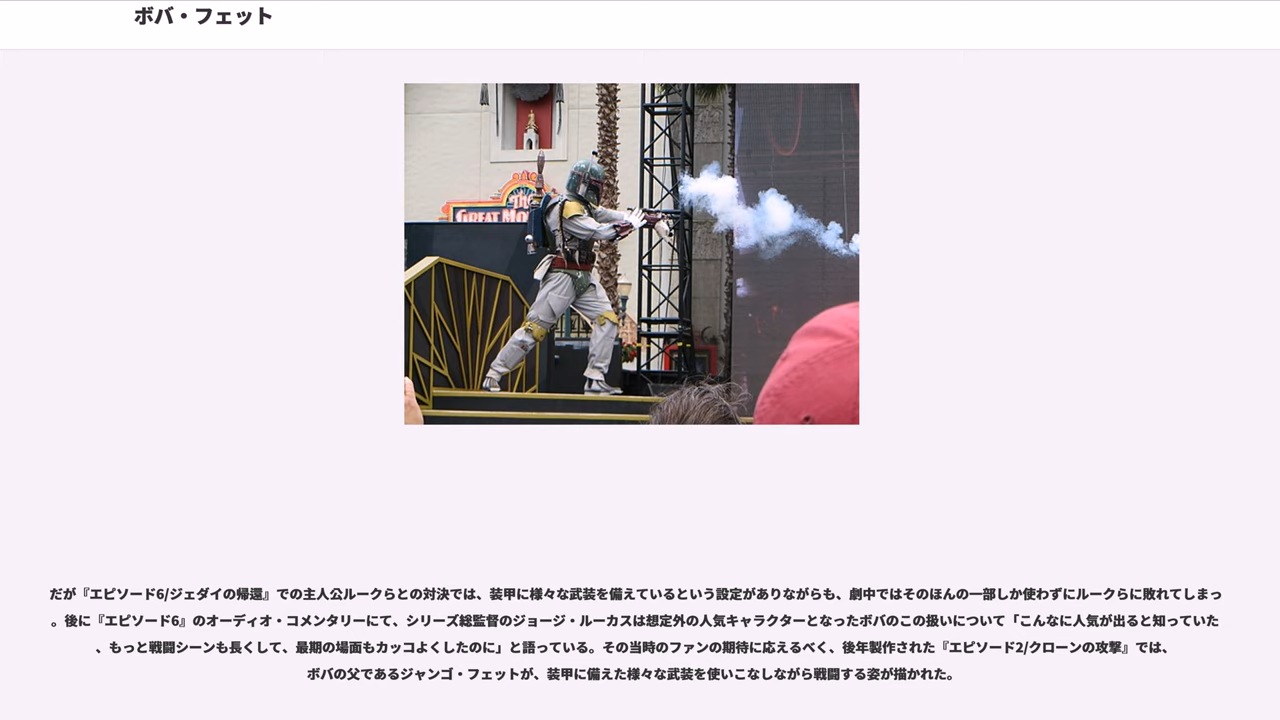 ボバ・フェット
The
GREAT MO
だが『エピソード6/ジェダイの帰還』での主人公ルークらとの対決では、装甲に様々な武装を備えているという設定がありながらも、劇中ではそのほんの一部しか使わずにルークらに敗れてしまっ
。後に『エピソード6』のオーディオ・コメンタリーにて、シリーズ総監督のジョージ・ルーカスは想定外の人気キャラクターとなったボバのこの扱いについて「こんなに人気が出ると知っていた
、もっと戦闘シーンも長くして、最期の場面もカッコよくしたのに」と語っている。その当時のファンの期待に応えるべく、後年製作された『エピソード2/クローンの攻撃』では、
ボバの父であるジャンゴ・フェットが、装甲に備えた様々な武装を使いこなしながら戦闘する姿が描かれた。